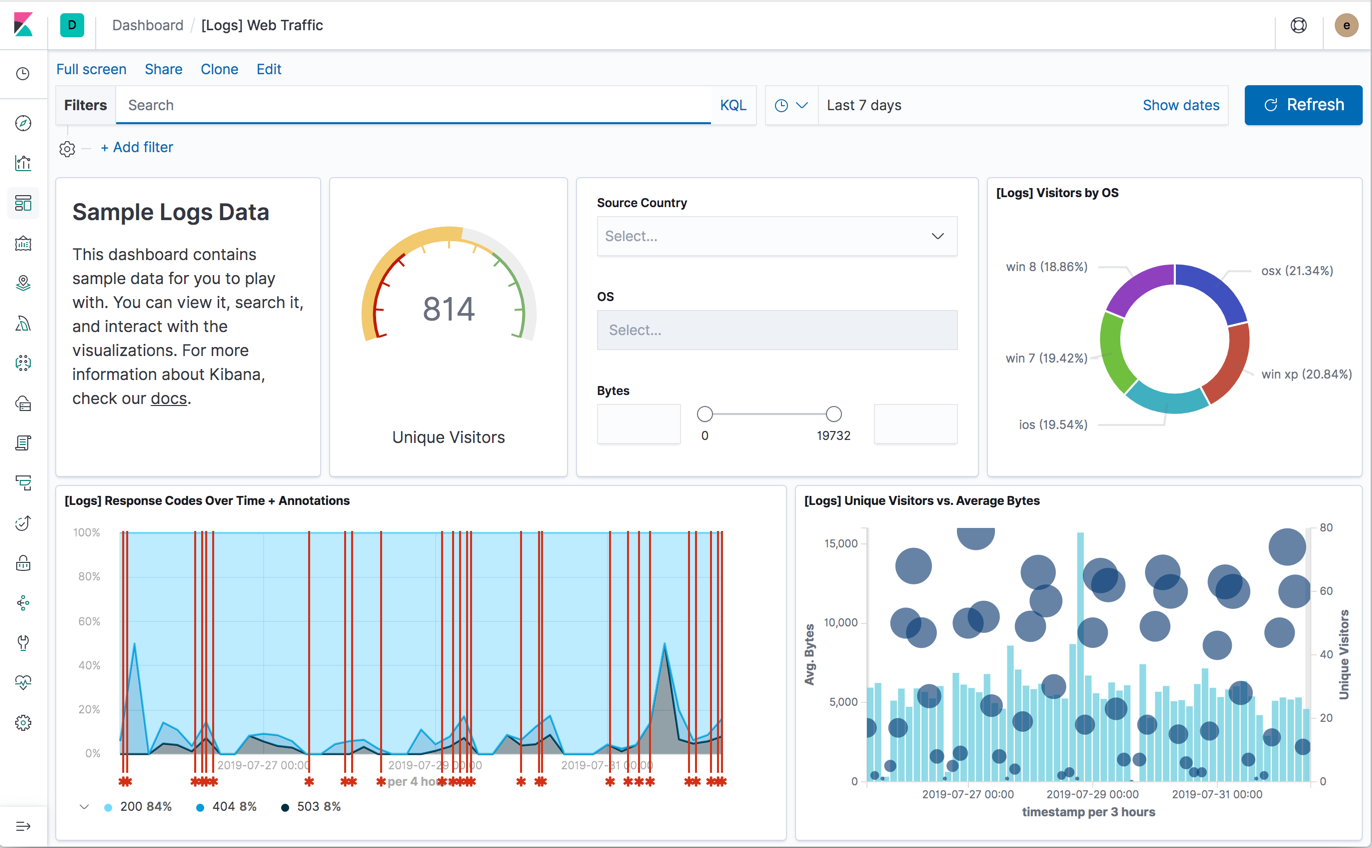 D
Dashboard / [Logs] Web Traffic
e
Full screen Share Clone Edit
Filters Search KQL Last 7 days Show dates Refresh
+ Add filter
Sample Logs Data
This dashboard contains
sample data for you to play
with. You can view it, search it,
and interact with the
visualizations. For more
information about Kibana,
check our docs.
814
Unique Visitors
Source Country
Select...
OS
Select...
Bytes
0 19732
[Logs] Visitors by OS
win 8 (18.86%) osx (21.34%)
win 7 (19.42%) win xp (20.84%)
ios (19.54%)
[Logs] Response Codes Over Time + Annotations
100%
80%
60%
40%
20%
0%
2019-07-27 00:00 2019-07-29 00:00 2019-07-31 00:00
per 4 hours
200 84% 404 8% 503 8%
[Logs] Unique Visitors vs. Average Bytes
Avg. Bytes
15,000
10,000
5,000
0
80
60
40
20
0
Unique Visitors
2019-07-27 00:00 2019-07-29 00:00 2019-07-31 00:00
timestamp per 3 hours